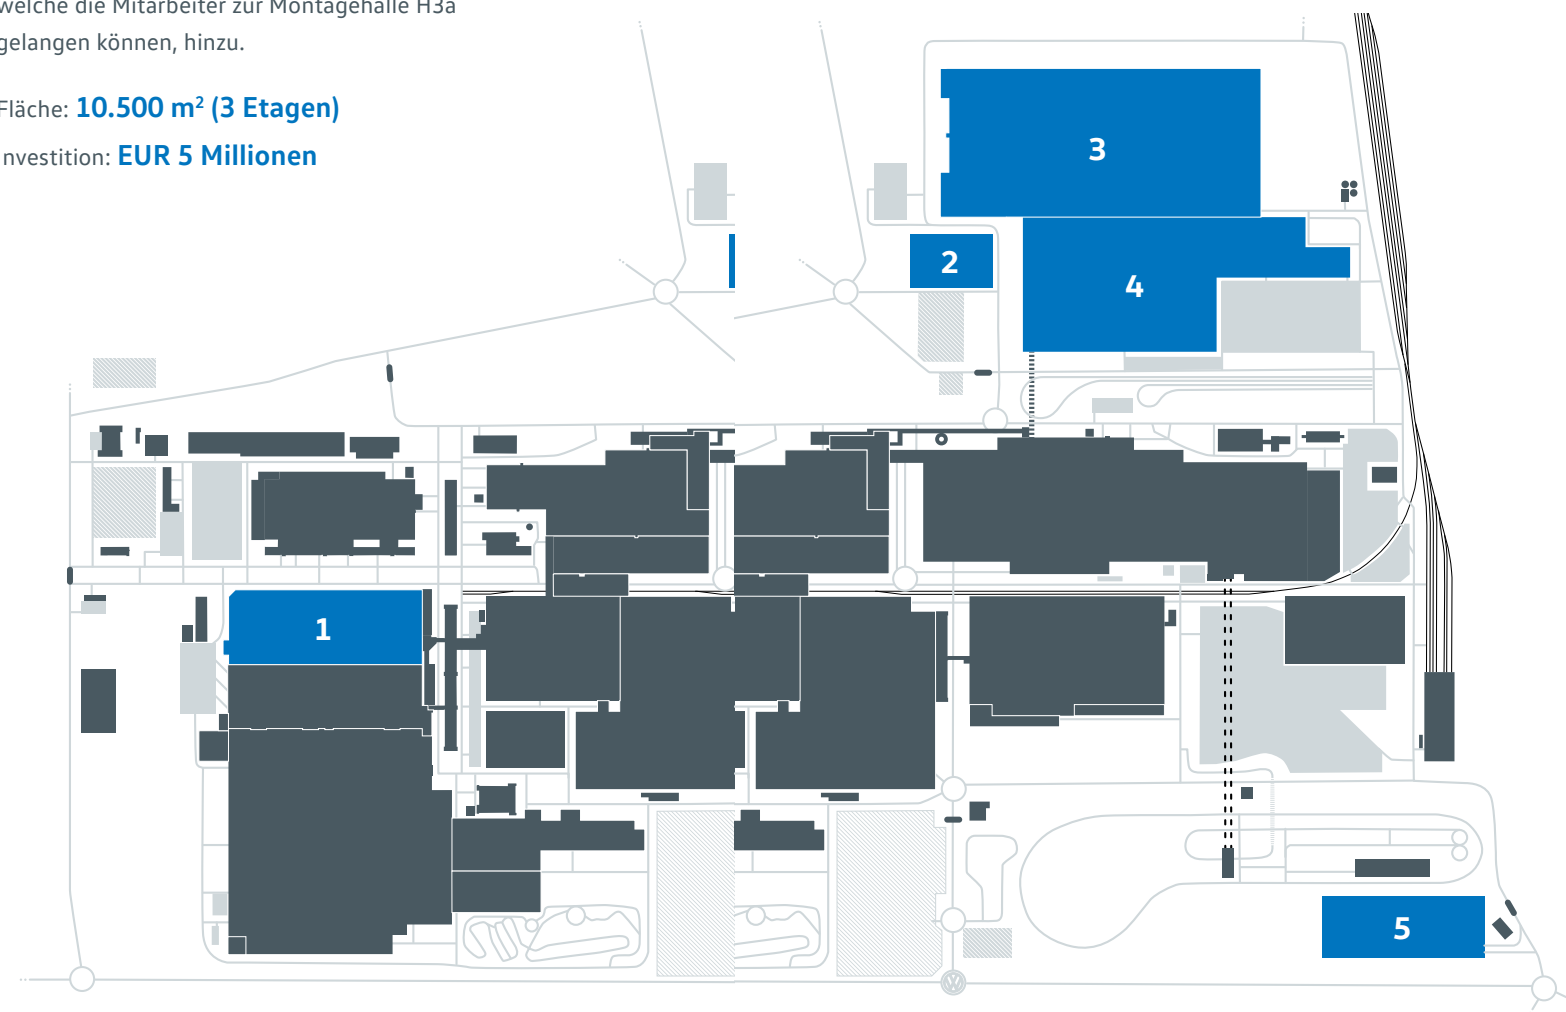 welche die Mitarbeiter zur Montagehalle H3a
gelangen können, hinzu.
Fläche: 10.500 m² (3 Etagen)
nvestition: EUR 5 Millionen
3
2
4
1
5